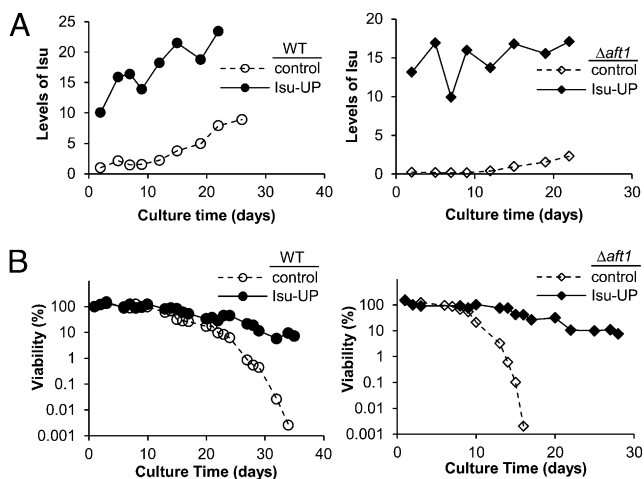 A
Levels of Isu
25
20
15
10
5
0
0 10 20 30 40
Culture time (days)
WT
control
Isu-UP
Levels of Isu
20
15
10
5
0
0 10 20 30
Culture time (days)
Δaft1
control
Isu-UP
B
Viability (%)
100
10
1
0.1
0.01
0.001
0 10 20 30 40
Culture Time (days)
WT
control
Isu-UP
Viability (%)
100
10
1
0.1
0.01
0.001
0 10 20 30
Culture Time (days)
Δaft1
control
Isu-UP